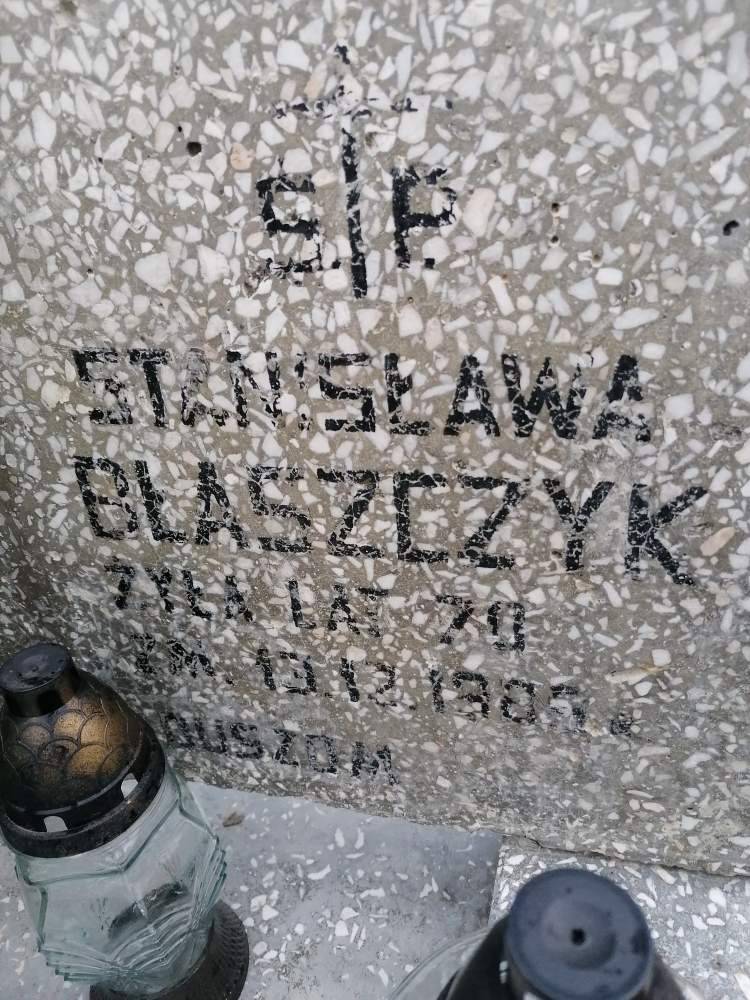 S. P.
STANISŁAWA
BŁASZCZYK
ŻYŁA LAT 70
ZM. 13.12.1985 r